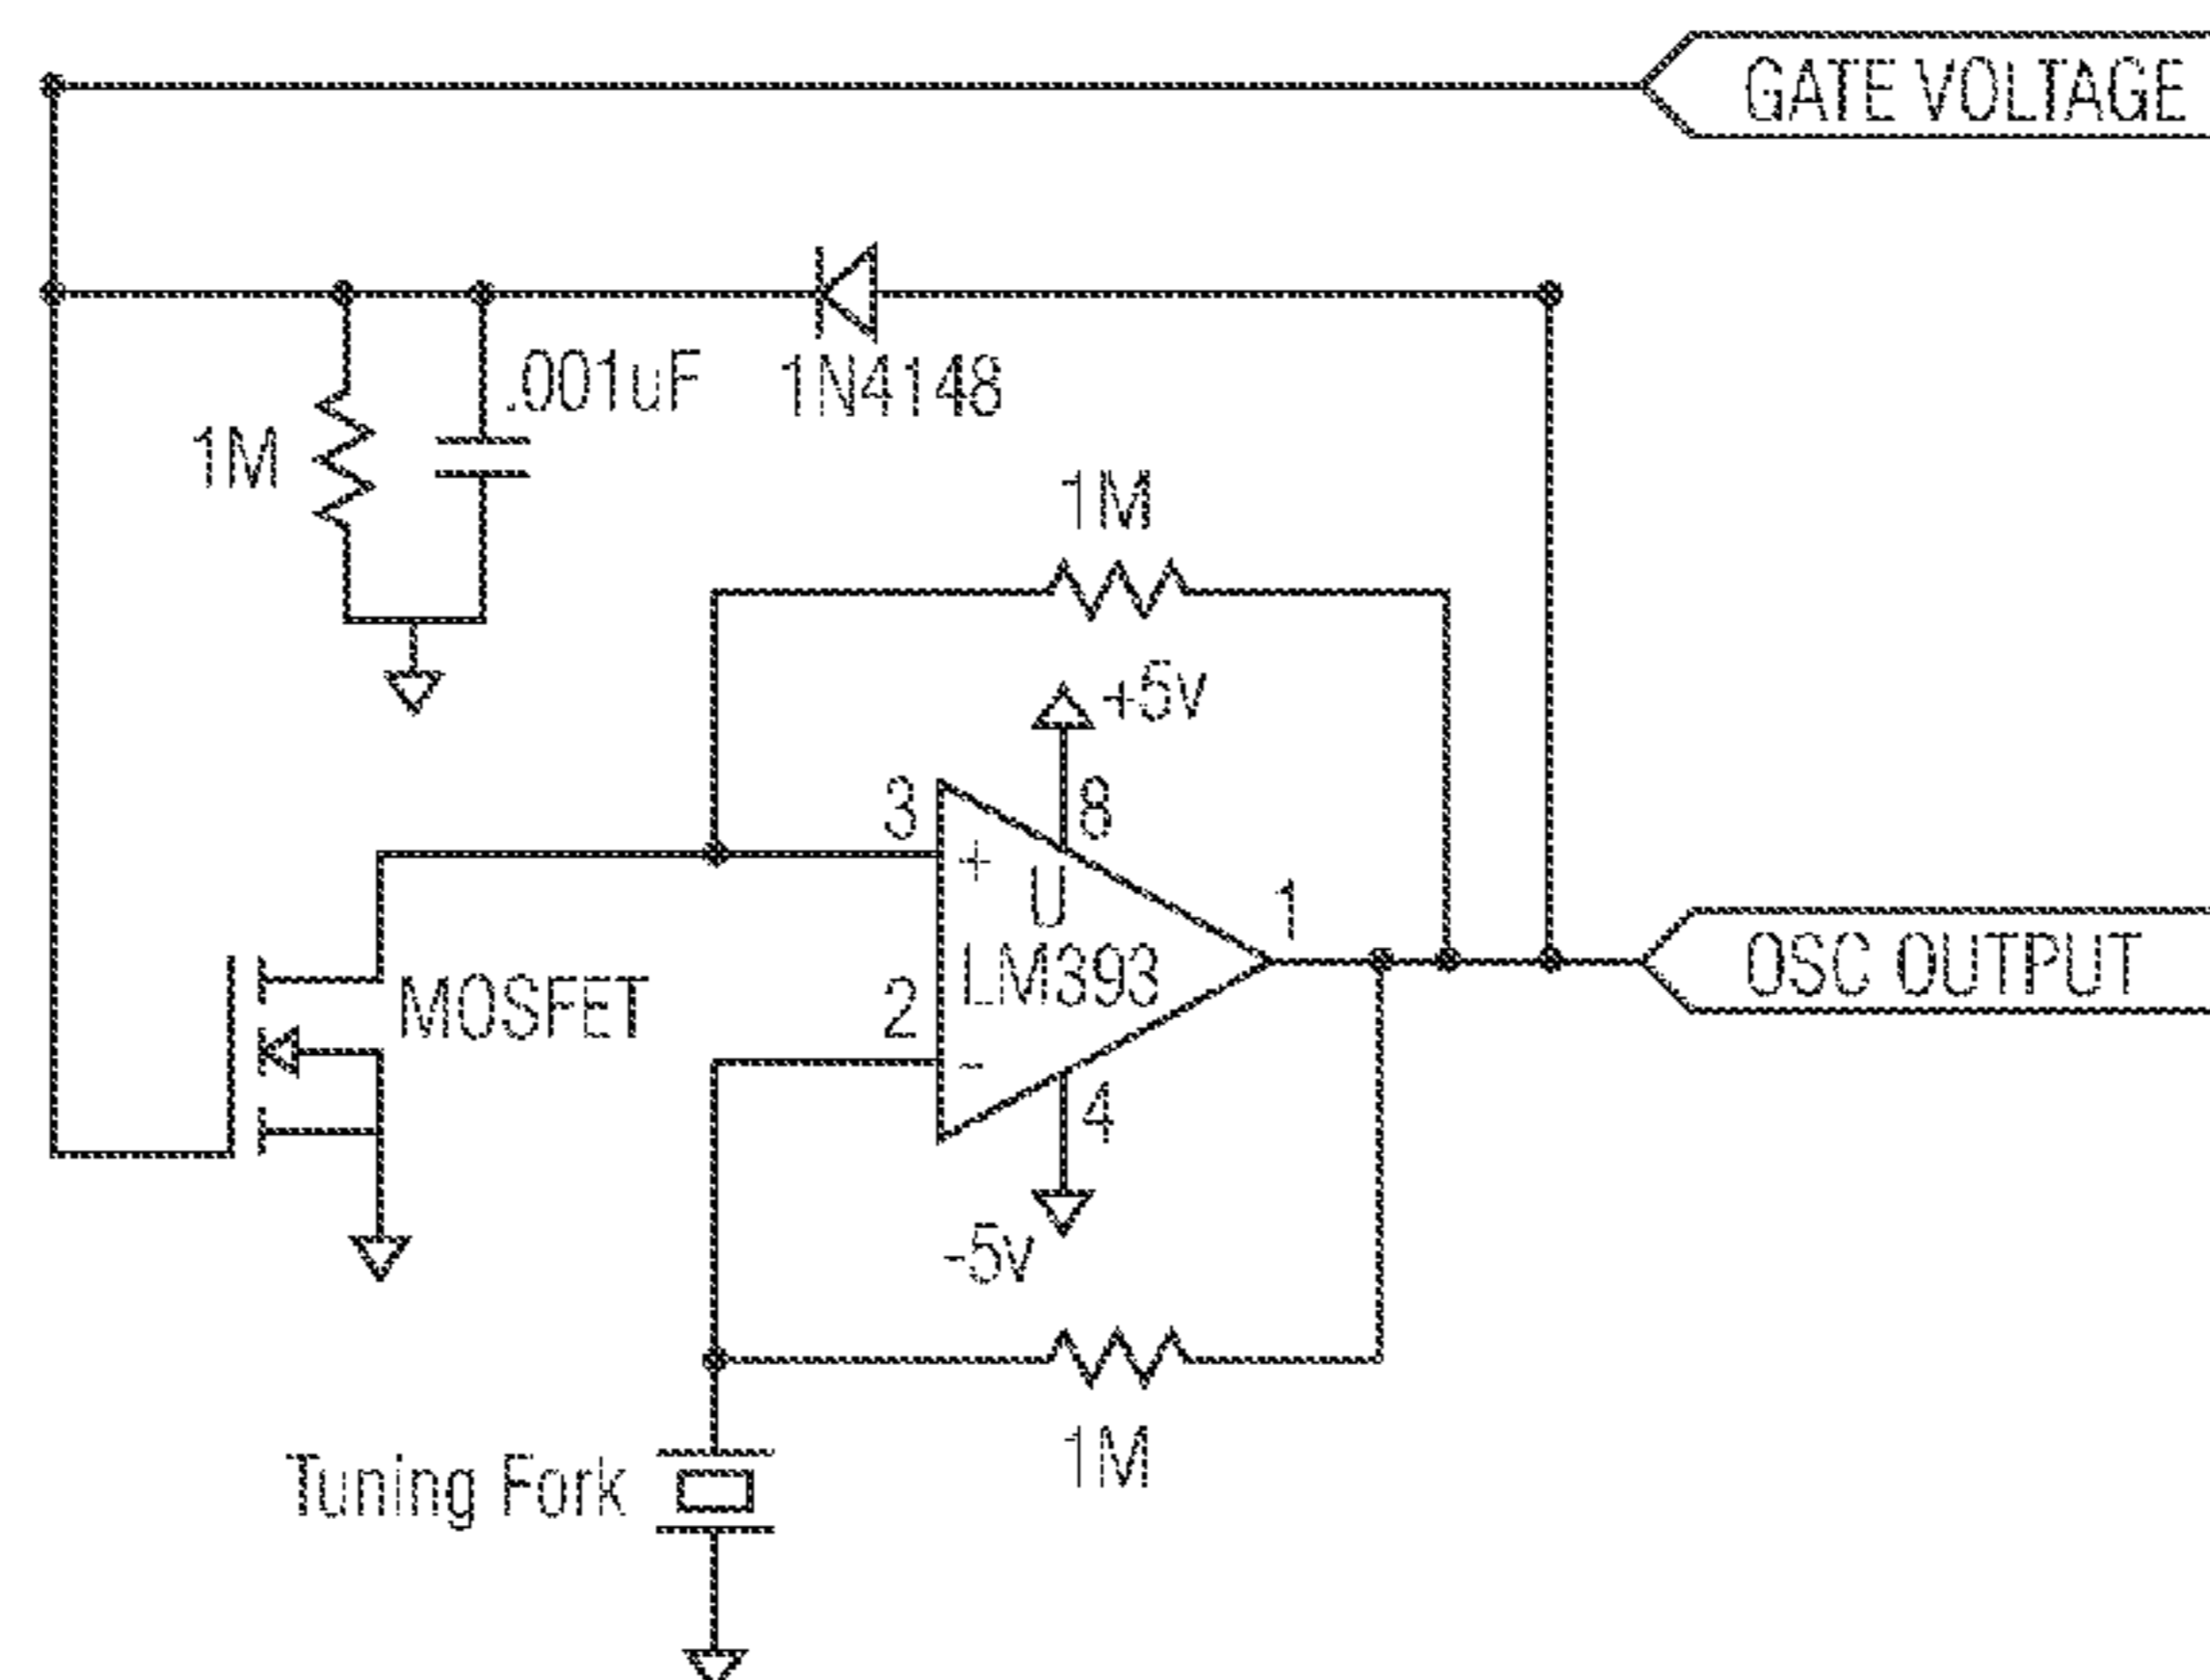 GATE VOLTAGE
.001uF
1N4148
1M
1M
+5v
3
8
+
U
1
LM393
OSC OUTPUT
MOSFET
2
-
4
-5v
1M
Tuning Fork